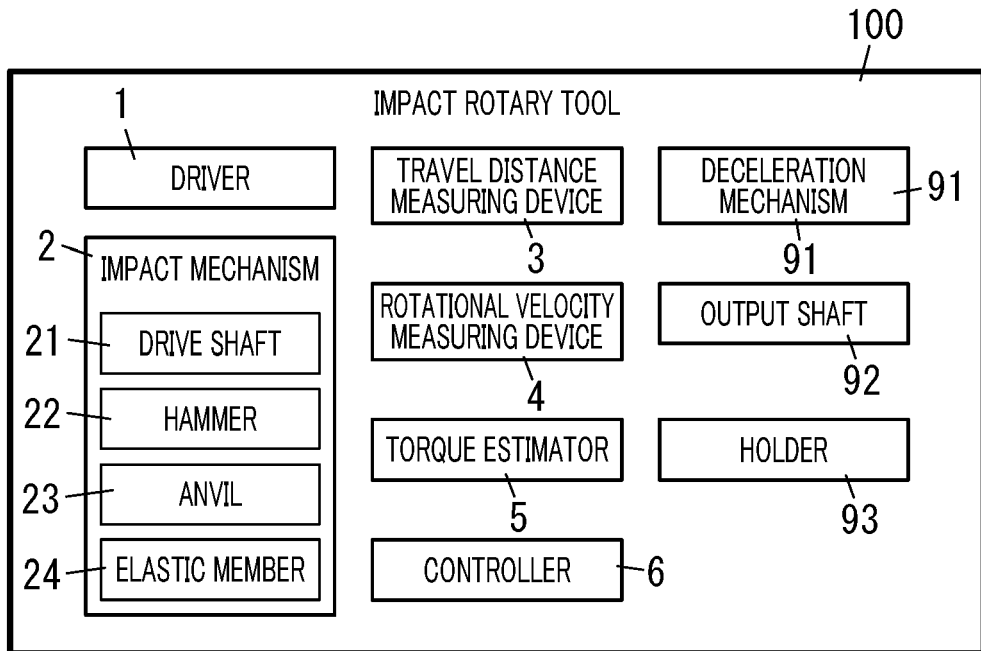 100
IMPACT ROTARY TOOL
1
DRIVER
2
IMPACT MECHANISM
21
DRIVE SHAFT
22
HAMMER
23
ANVIL
24
ELASTIC MEMBER
TRAVEL DISTANCE
MEASURING DEVICE
3
ROTATIONAL VELOCITY
MEASURING DEVICE
4
TORQUE ESTIMATOR
5
CONTROLLER
6
DECELERATION
MECHANISM
91
91
OUTPUT SHAFT
92
HOLDER
93